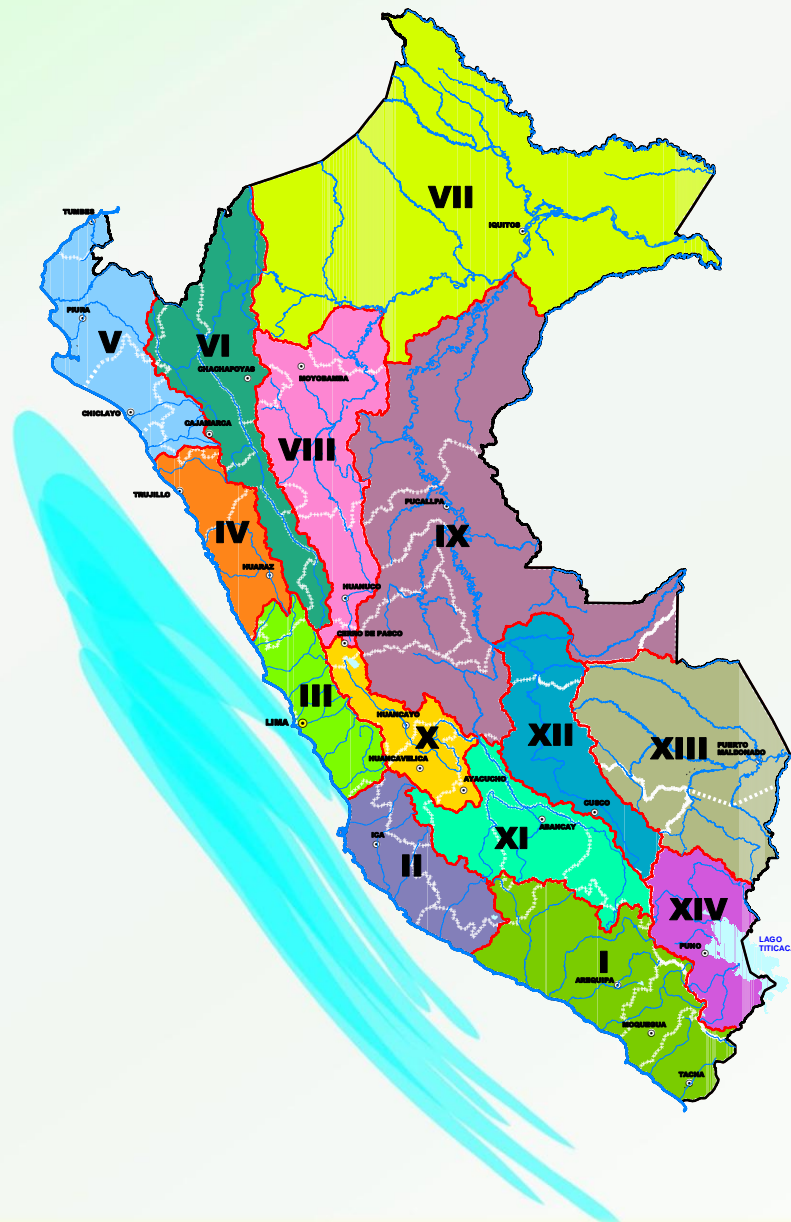 VII
TUMBES
IQUITOS
PIURA
V
VI
CHACHAPOYAS
MOYOBAMBA
CHICLAYO
CAJAMARCA
VIII
TRUJILLO
PUCALLPA
IV
IX
HUARAZ
HUANUCO
CERRO DE PASCO
III
HUANCAYO
LIMA
X
XII
XIII
PUERTO
MALDONADO
HUANCAVELICA
AYACUCHO
CUSCO
ICA
XI
ABANCAY
II
XIV
LAGO
TITICAC
PUNO
I
AREQUIPA
MOQUEGUA
TACNA